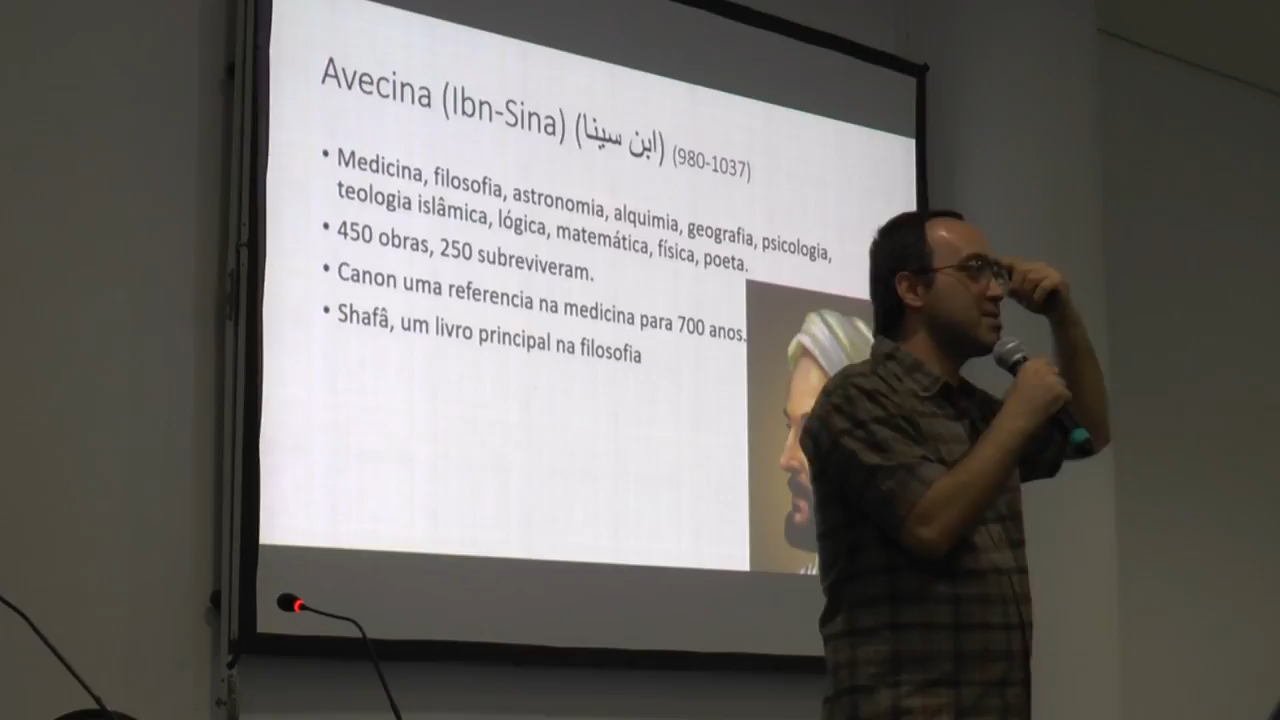 Avecina (Ibn-Sina) (ابن سينا) (980-1037)
• Medicina, filosofia, astronomia, alquimia, geografia, psicologia,
teologia islâmica, lógica, matemática, física, poeta.
• 450 obras, 250 subreviveram.
• Canon uma referencia na medicina para 700 anos.
• Shafâ, um livro principal na filosofia